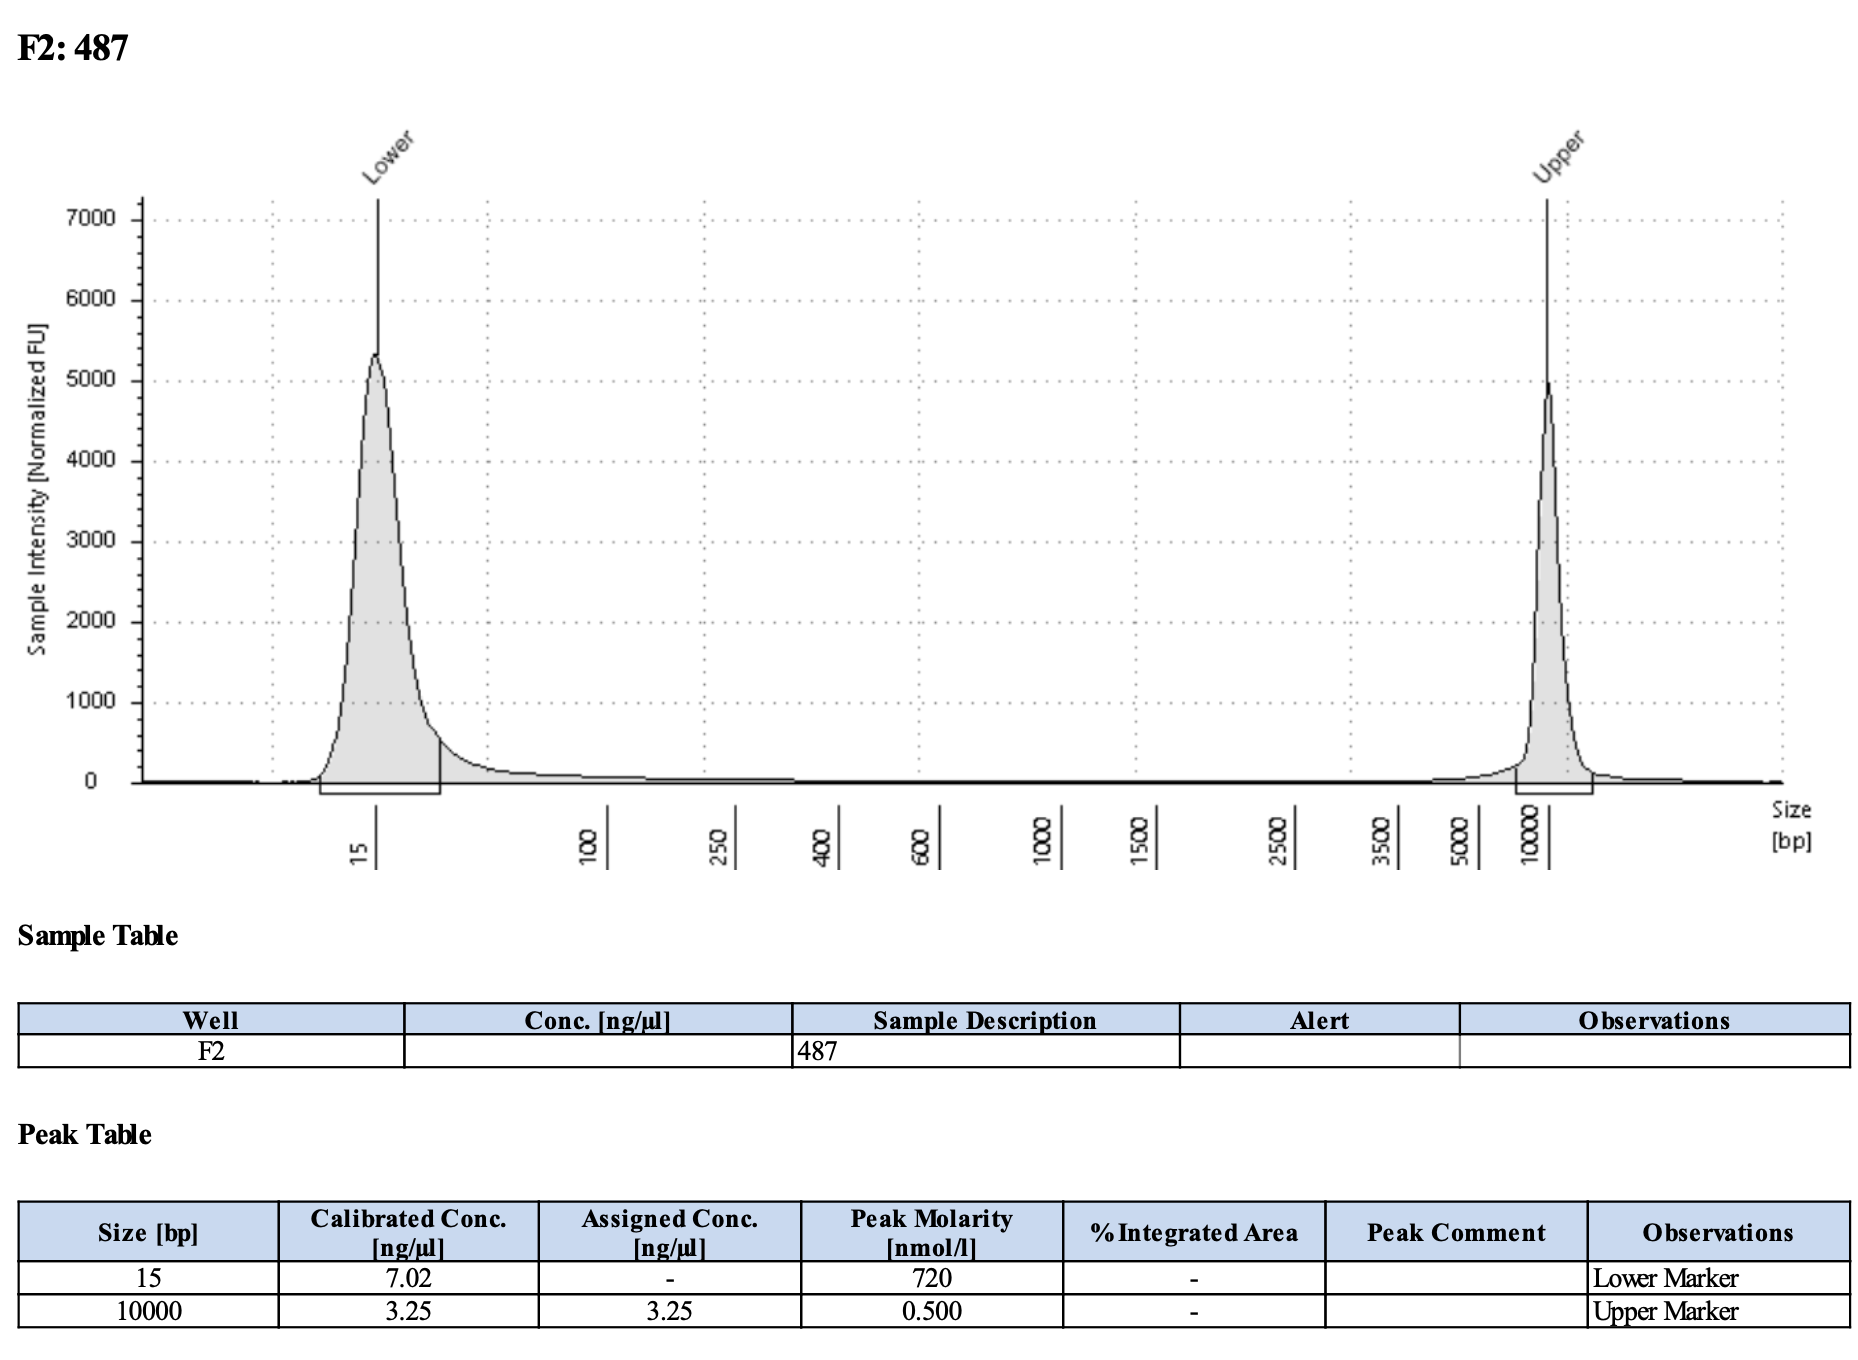 F2: 487
Lower
Upper
Sample Intensity [Normalized FU]
7000
6000
5000
4000
3000
2000
1000
0
15
100
250
400
600
1000
1500
2500
3500
5000
10000
Size
[bp]
Sample Table
Well Conc. [ng/µl] Sample Description Alert Observations
F2 487
Peak Table
Size [bp] Calibrated Conc. [ng/µl] Assigned Conc. [ng/µl] Peak Molarity [nmol/l] % Integrated Area Peak Comment Observations
15 7.02 - 720 - Lower Marker
10000 3.25 3.25 0.500 - Upper Marker